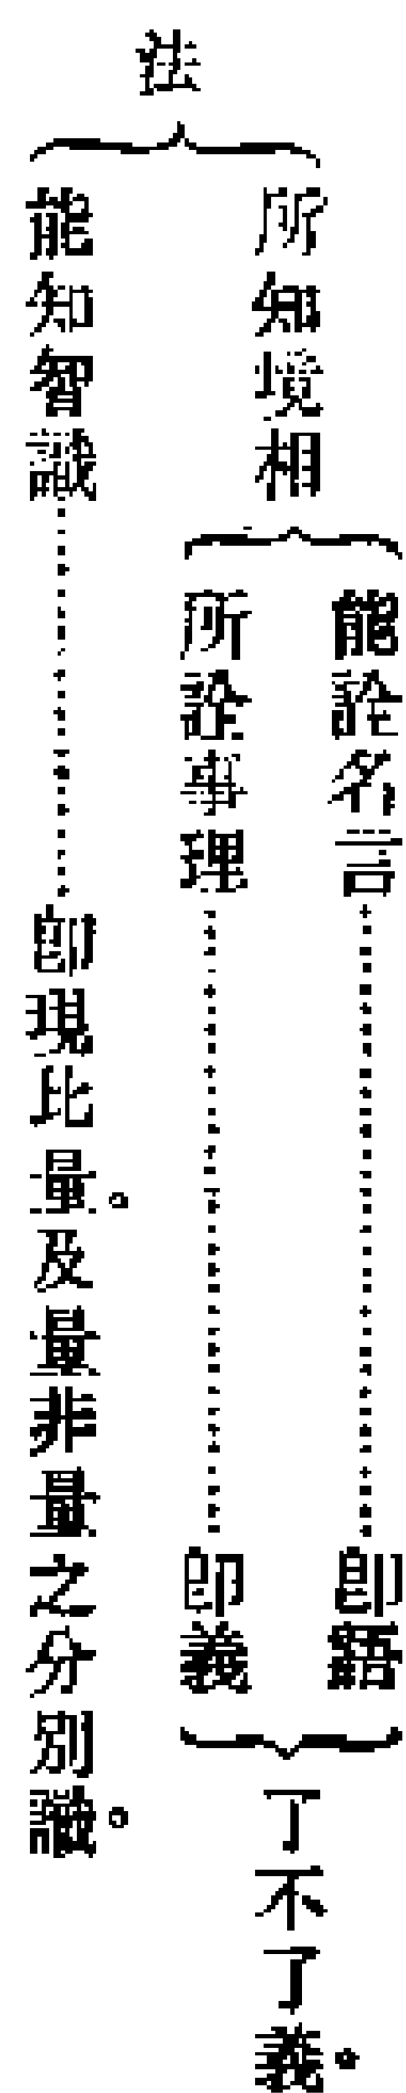 法
所知境相
能詮名言……即語
所詮事理……即義
了不了義。
能知智識……即現比量。及量非量之分別識。